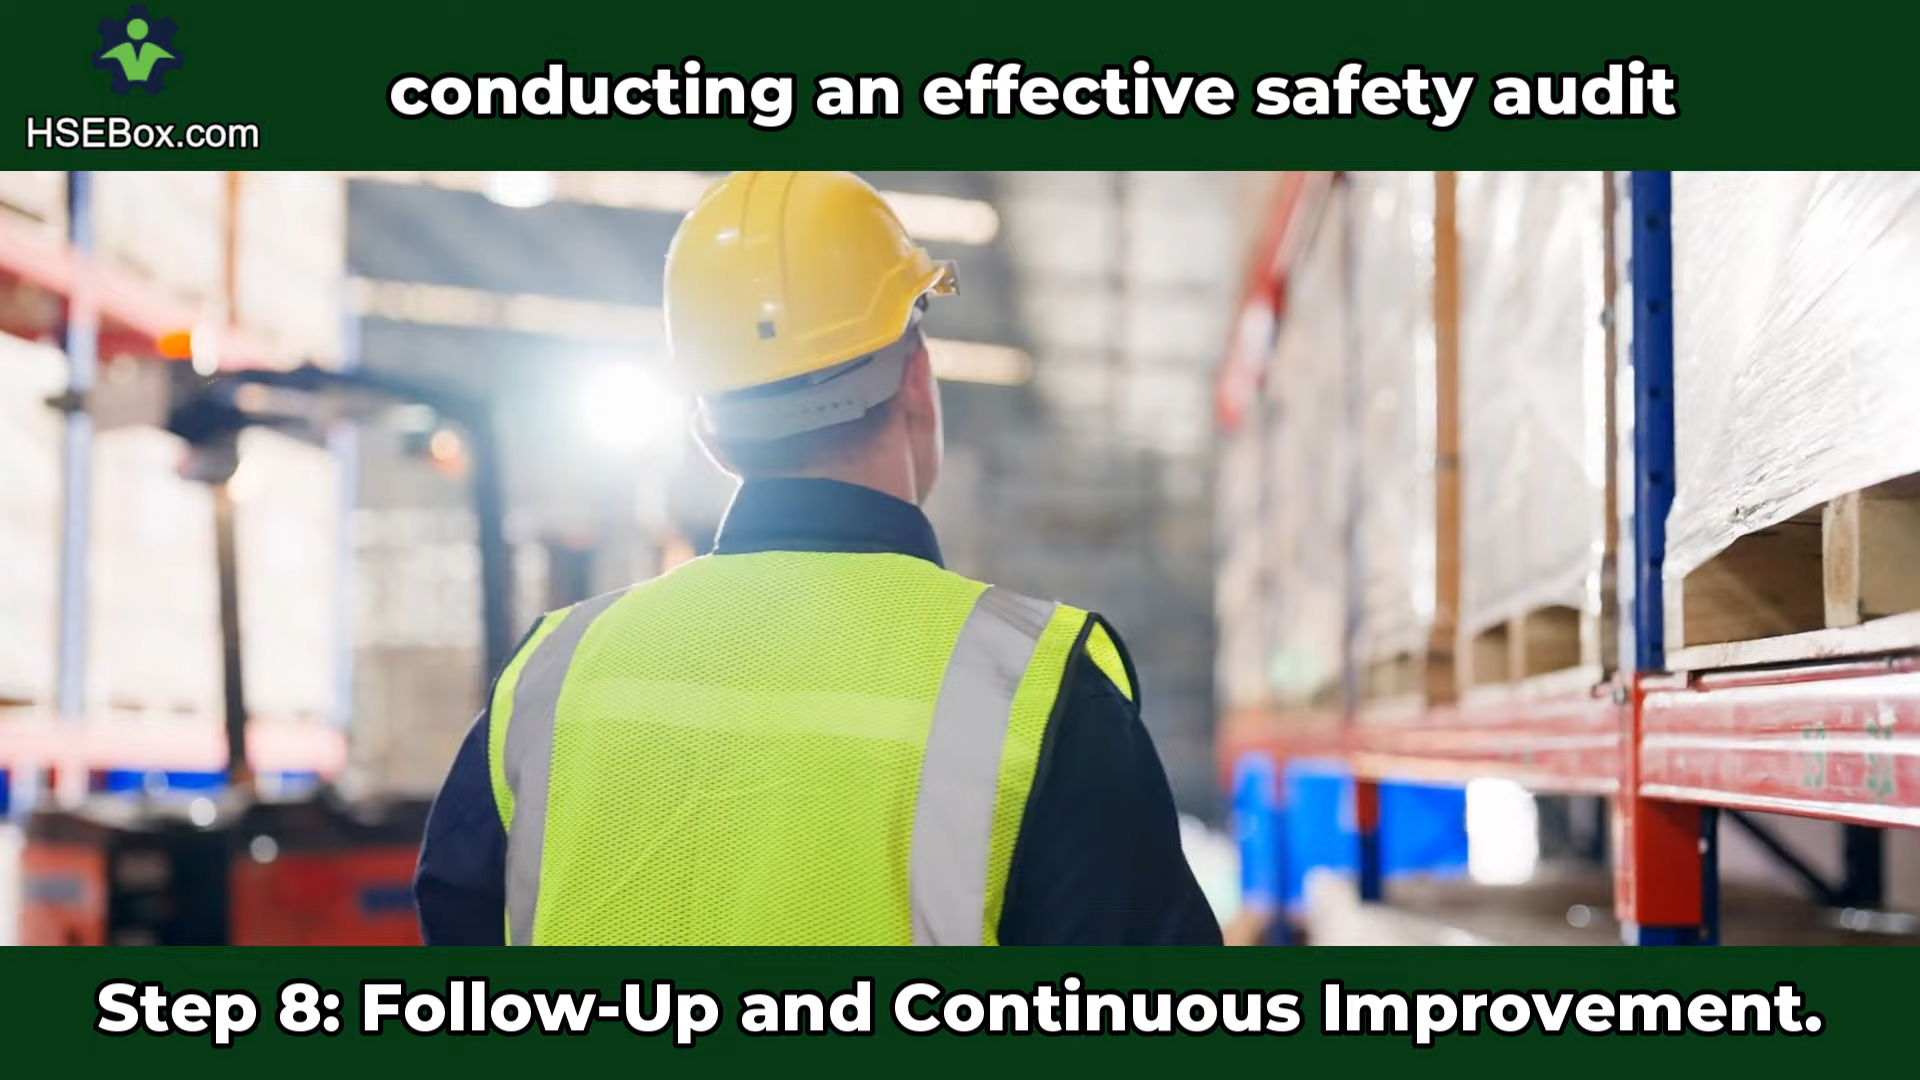 HSEBox.com
conducting an effective safety audit
Step 8: Follow-Up and Continuous Improvement.